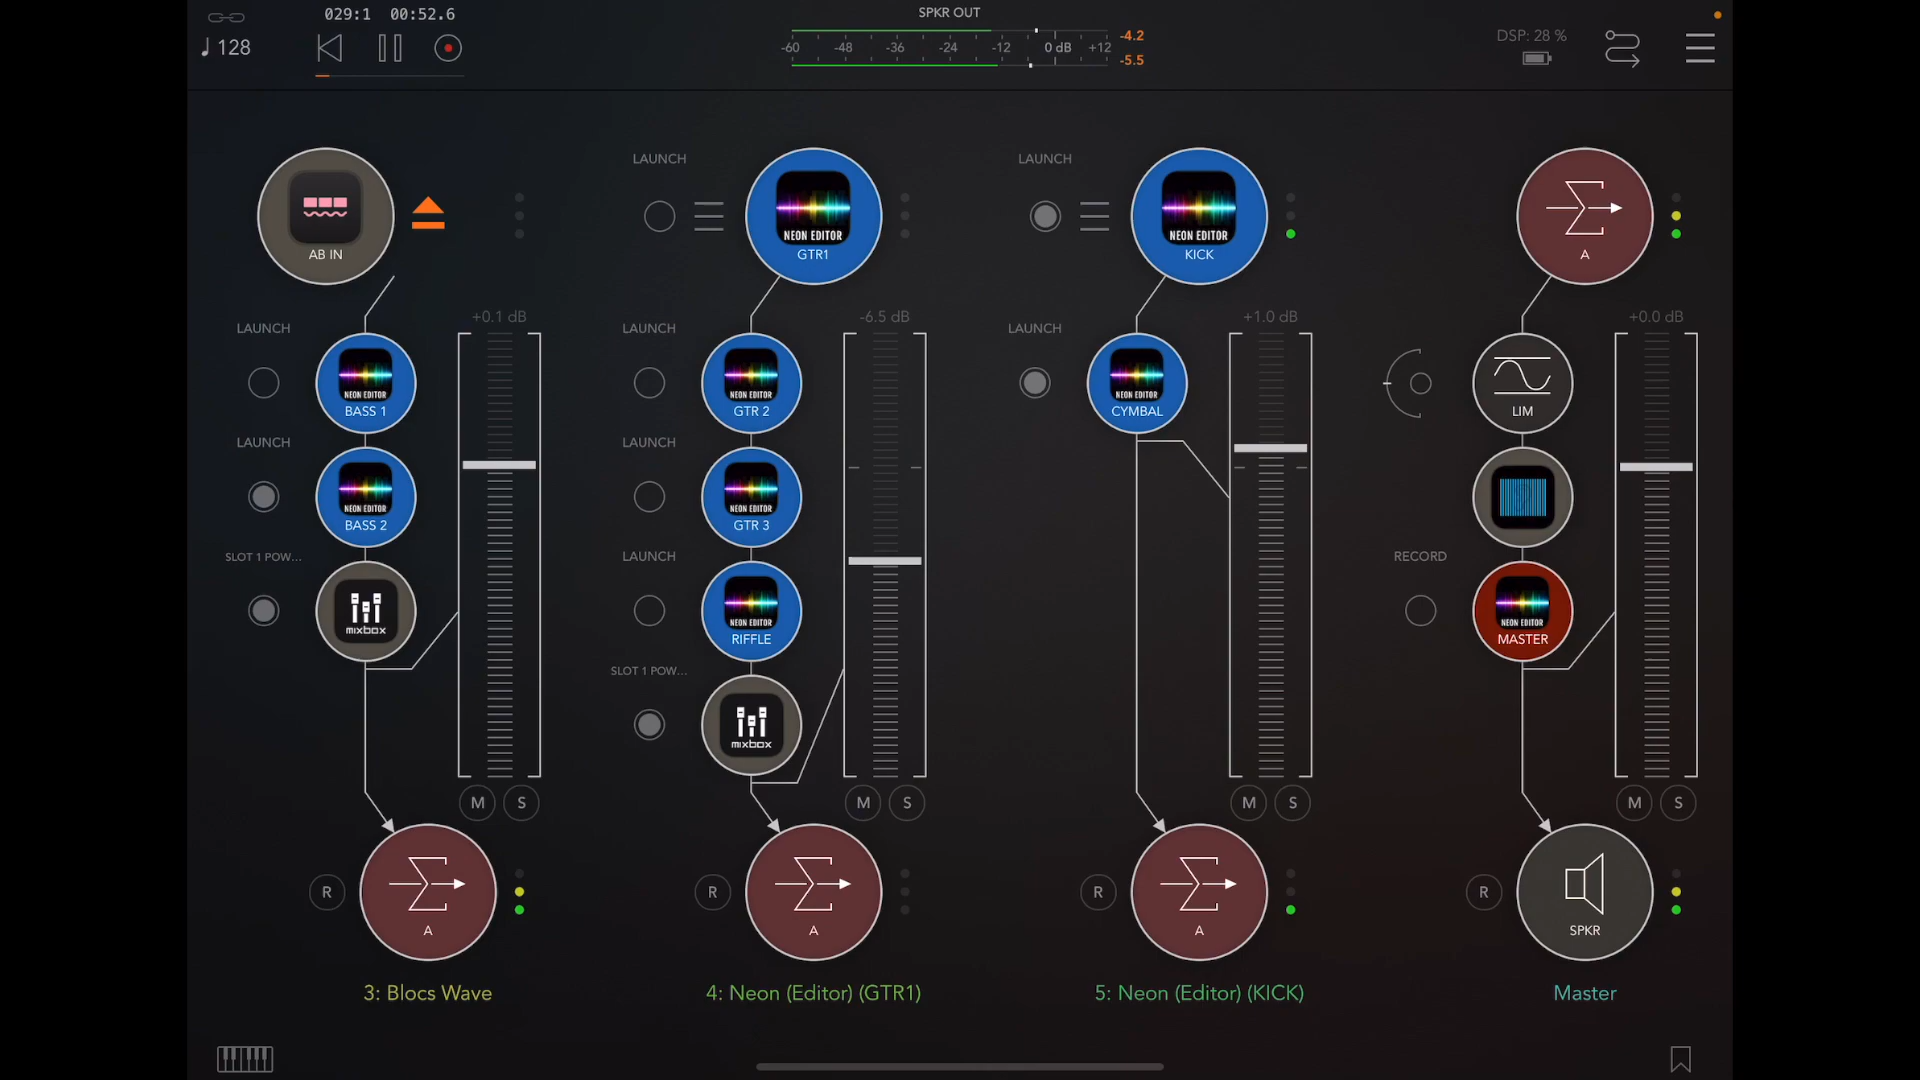 029:1 00:52.6
128
SPKR OUT
-60 -48 -36 -24 -12 0 dB +12
-4.2
-5.5
DSP: 28 %
LAUNCH
LAUNCH
AB IN
NEON EDITOR
GTR1
NEON EDITOR
KICK
A
LAUNCH
+0.1 dB
LAUNCH
-6.5 dB
LAUNCH
+1.0 dB
+0.0 dB
NEON EDITOR
BASS 1
NEON EDITOR
GTR 2
NEON EDITOR
CYMBAL
LIM
LAUNCH
LAUNCH
NEON EDITOR
BASS 2
NEON EDITOR
GTR 3
SLOT 1 POW...
LAUNCH
RECORD
mixbox
NEON EDITOR
RIFFLE
NEON EDITOR
MASTER
SLOT 1 POW...
mixbox
M S
M S
M S
M S
R
A
R
A
R
A
R
SPKR
3: Blocs Wave
4: Neon (Editor) (GTR1)
5: Neon (Editor) (KICK)
Master